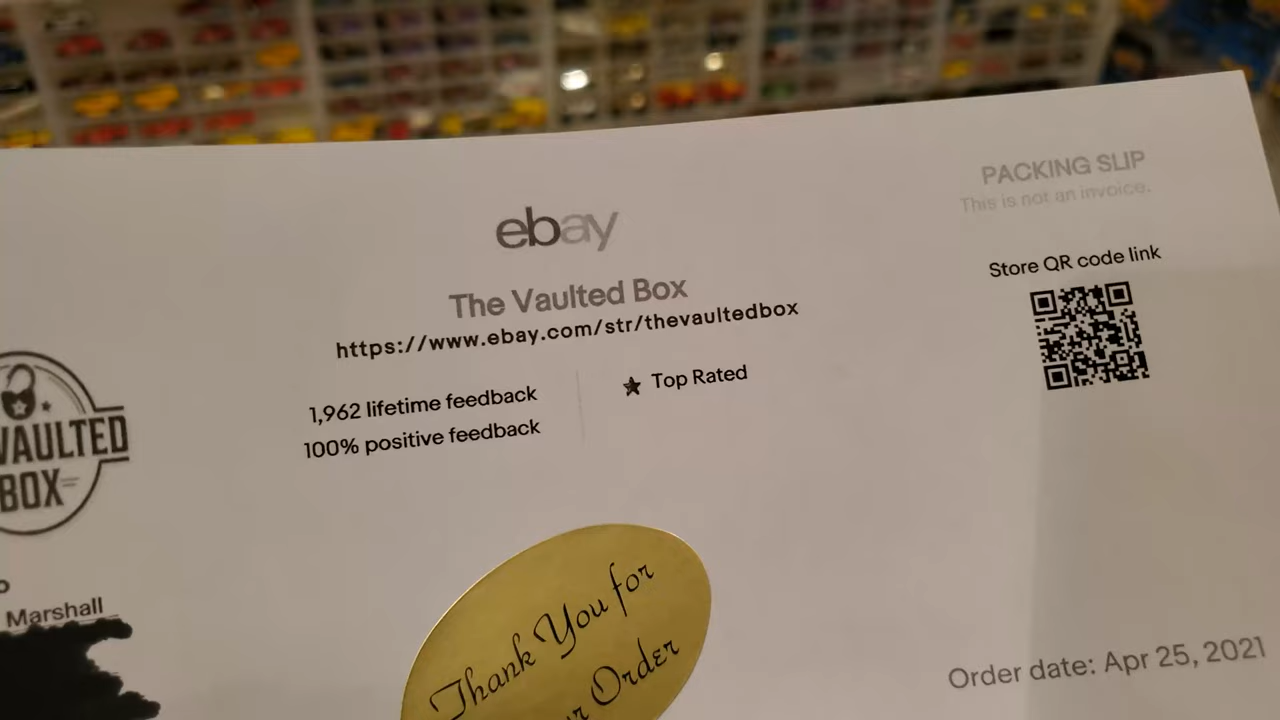 PACKING SLIP
This is not an invoice.
ebay
Store QR code link
The Vaulted Box
https://www.ebay.com/str/thevaultedbox
1,962 lifetime feedback
100% positive feedback
★ Top Rated
VAULTED
BOX
Marshall
Thank You for
Order
Order date: Apr 25, 2021